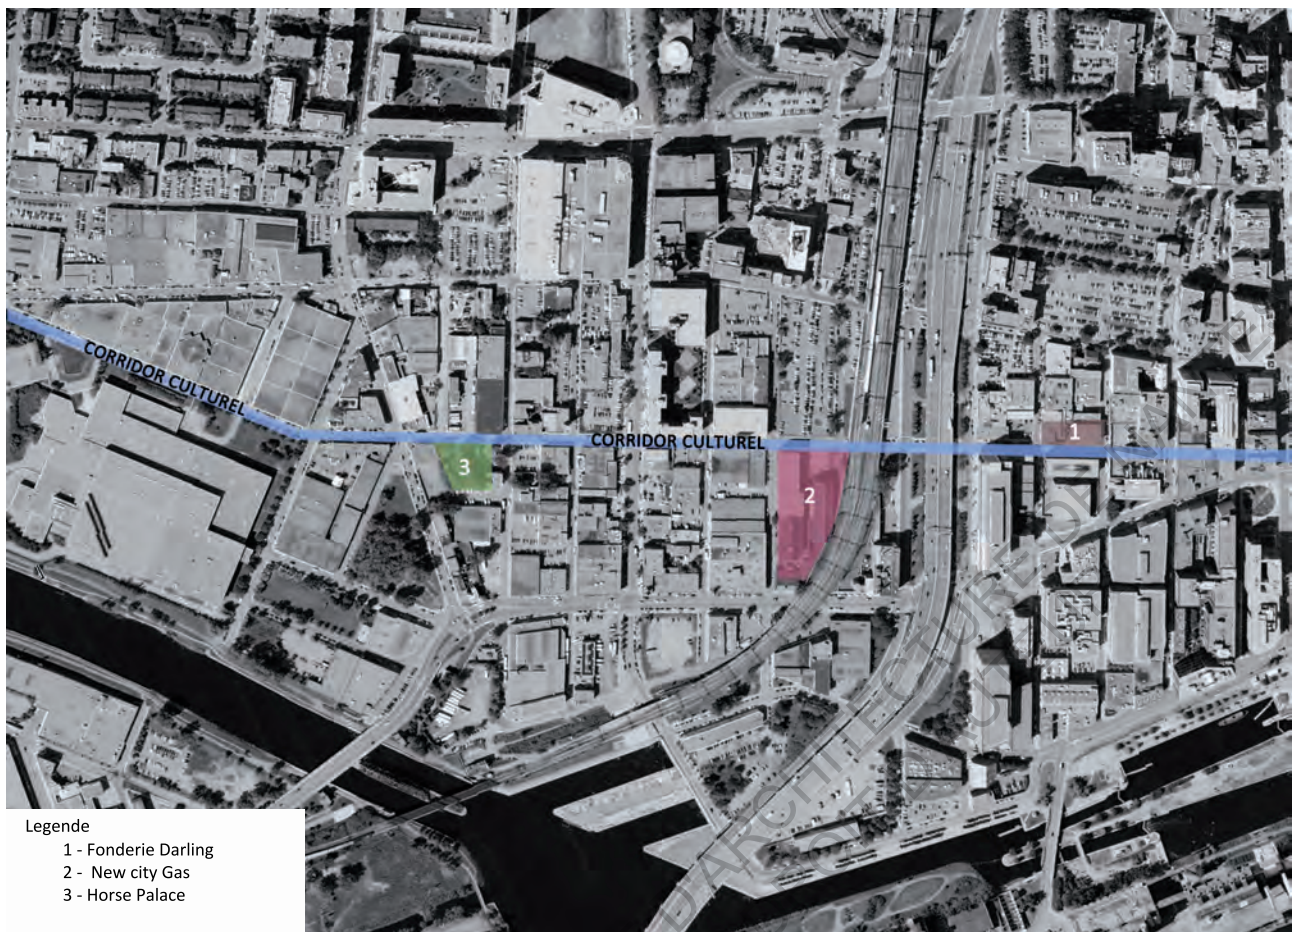 CORRIDOR CULTUREL
CORRIDOR CULTUREL
1
2
3
Legende
1 - Fonderie Darling
2 - New city Gas
3 - Horse Palace